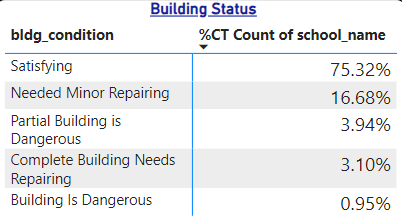 Building Status
bldg_condition %CT Count of school_name
Satisfying 75.32%
Needed Minor Repairing 16.68%
Partial Building is 3.94%
Dangerous
Complete Building Needs 3.10%
Repairing
Building Is Dangerous 0.95%